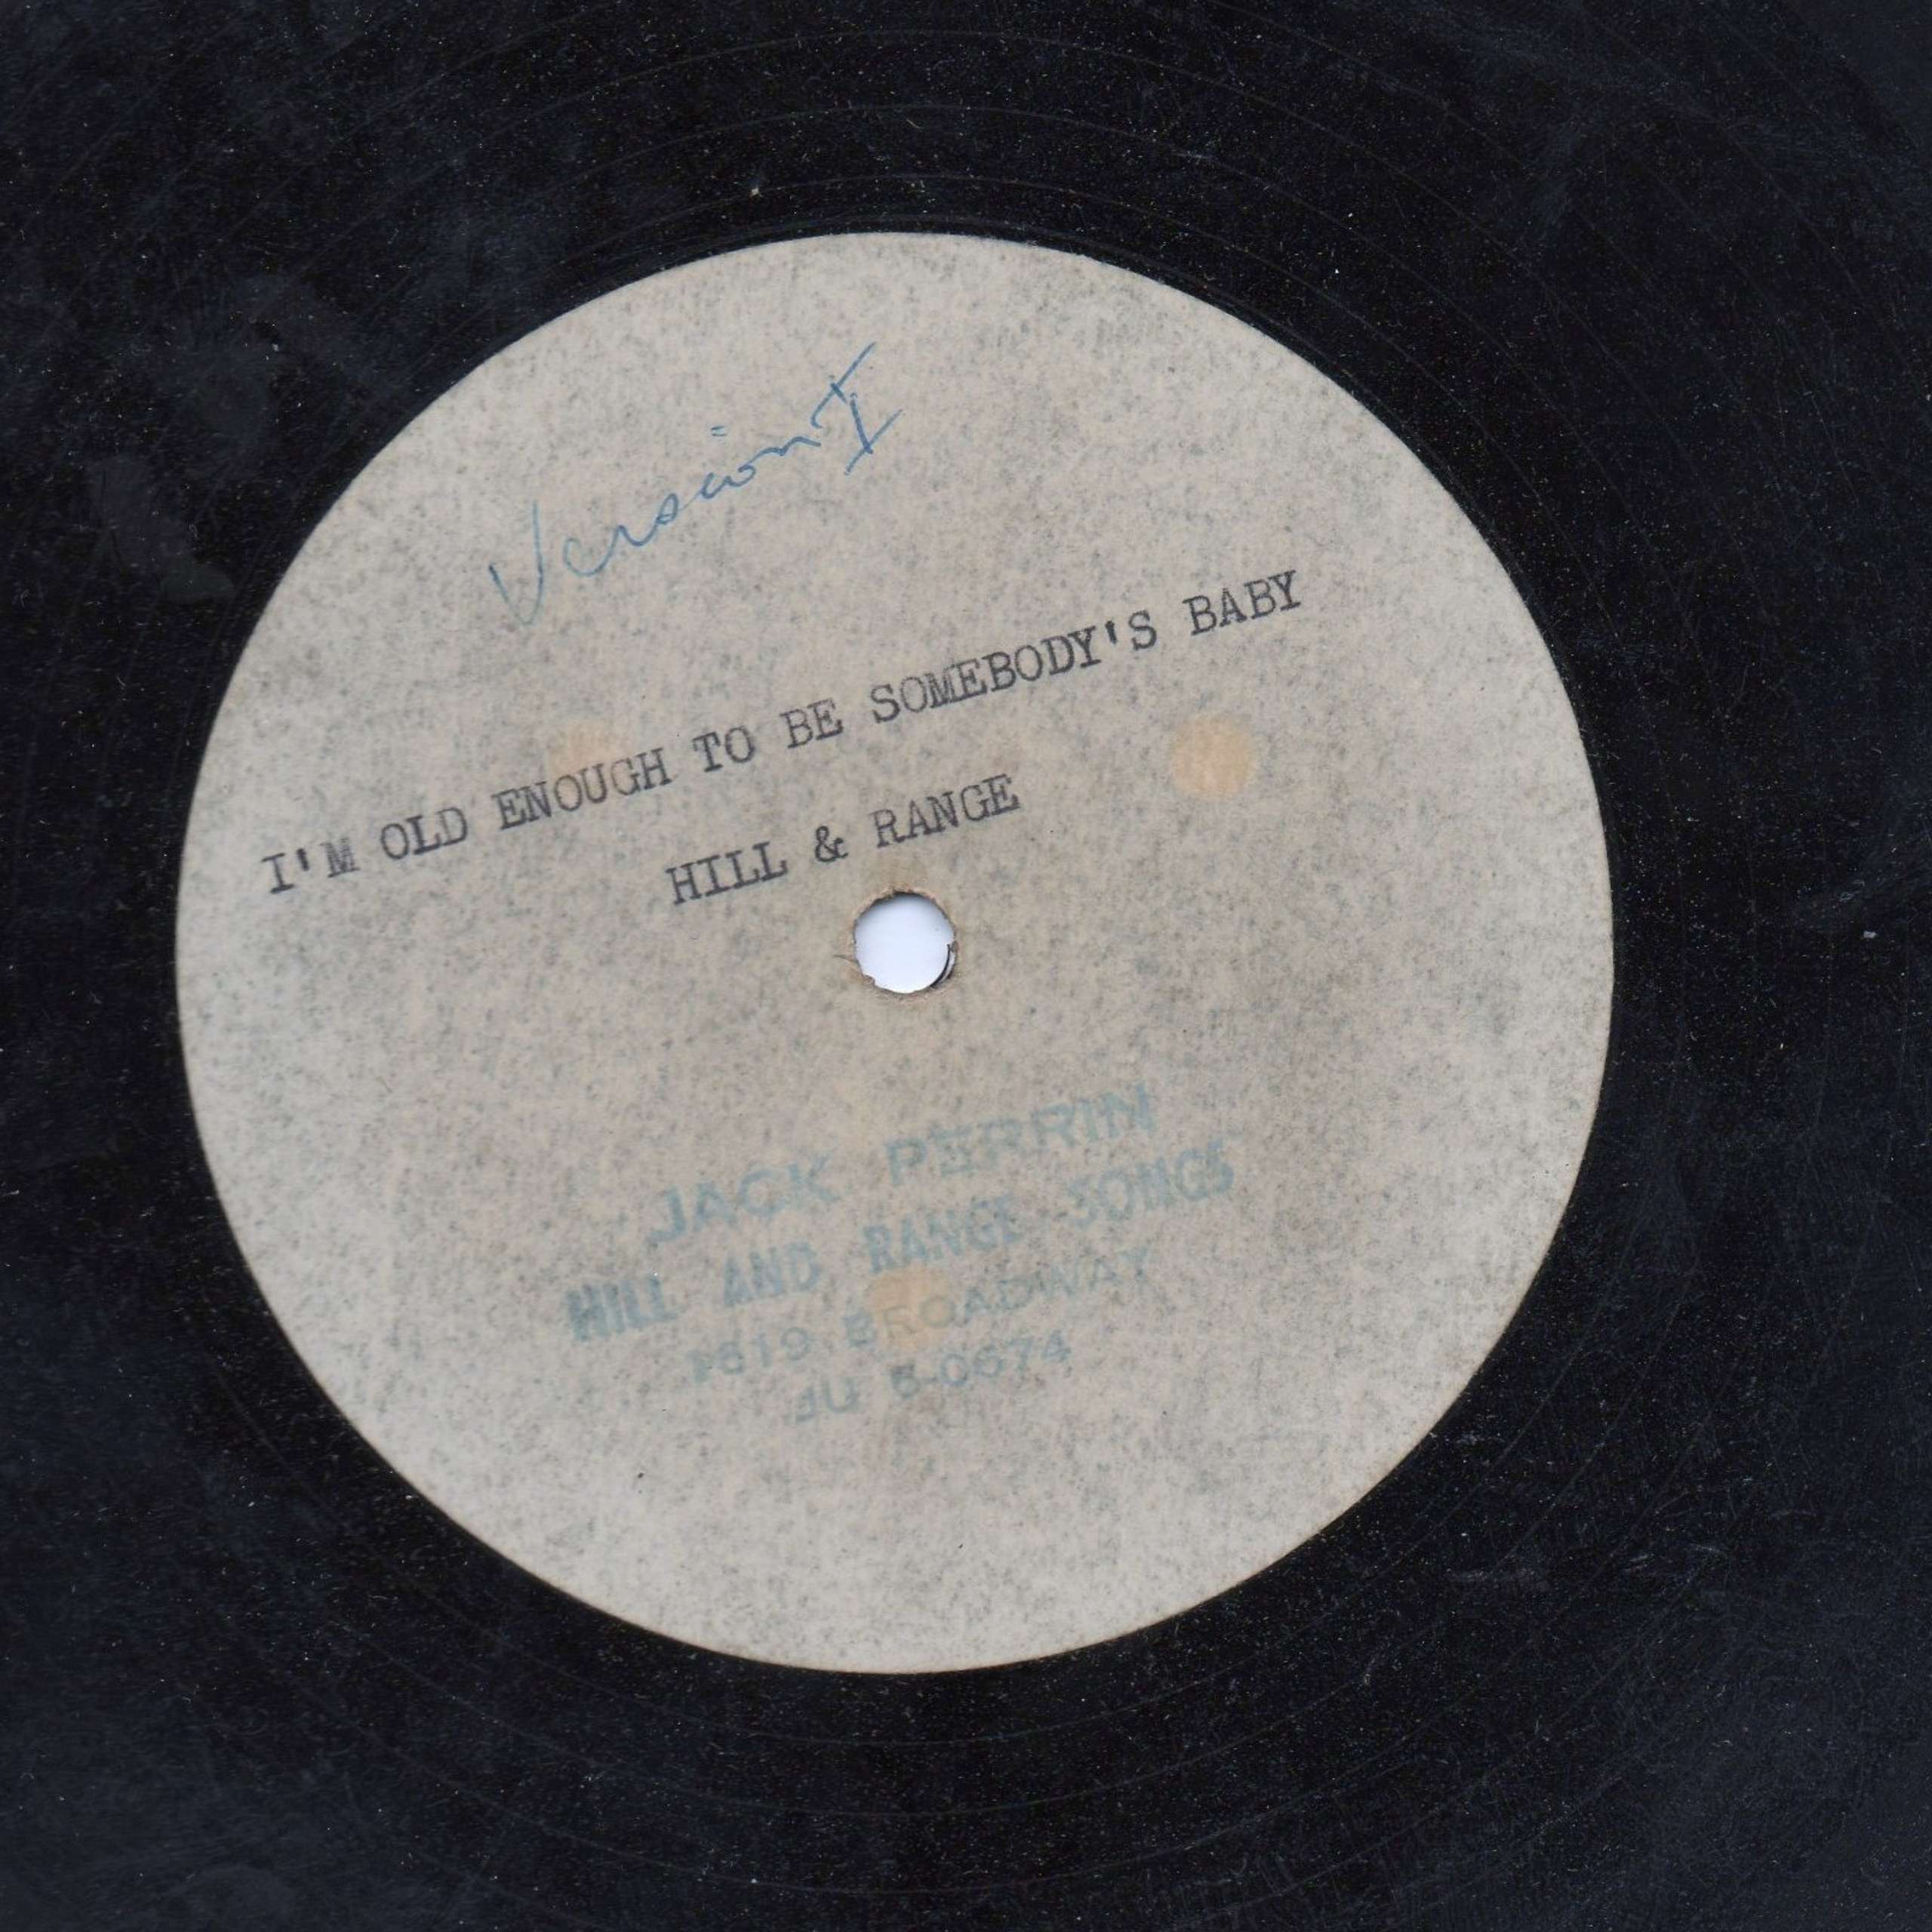 Version I
I'M OLD ENOUGH TO BE SOMEBODY'S BABY
HILL & RANGE
JACK PERRIN
HILL AND RANGE SONGS
1619 BROADWAY
JU 6-0674